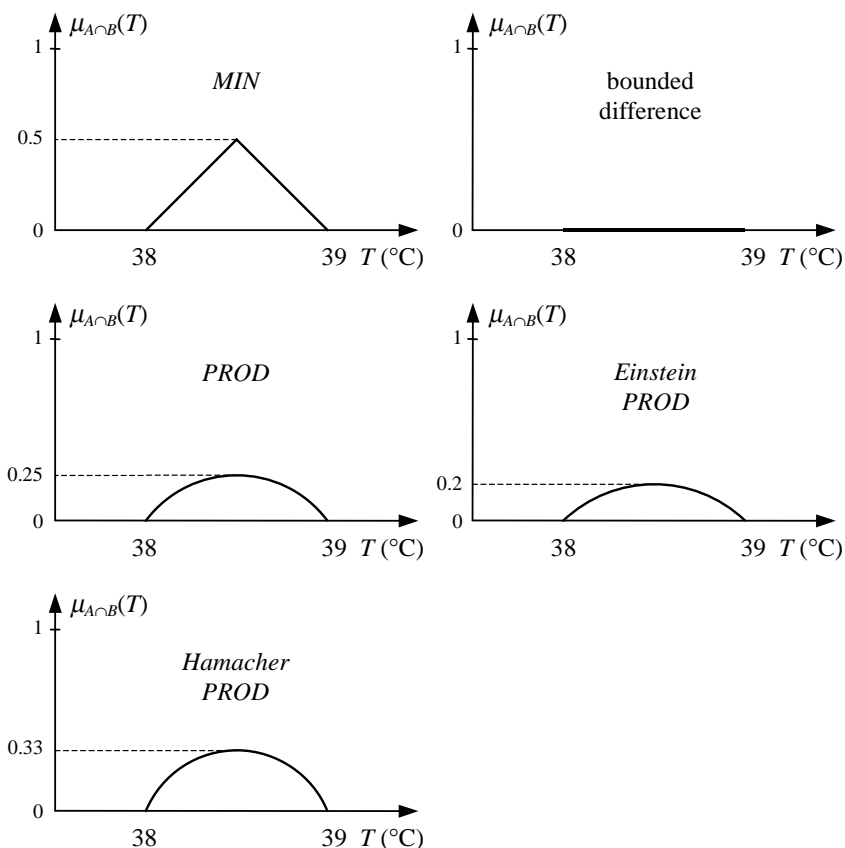 μA∩B(T)
1
MIN
0.5
0
38
39
T (°C)
μA∩B(T)
1
bounded
difference
0
38
39
T (°C)
μA∩B(T)
1
PROD
0.25
0
38
39
T (°C)
μA∩B(T)
1
Einstein
PROD
0.2
0
38
39
T (°C)
μA∩B(T)
1
Hamacher
PROD
0.33
0
38
39
T (°C)